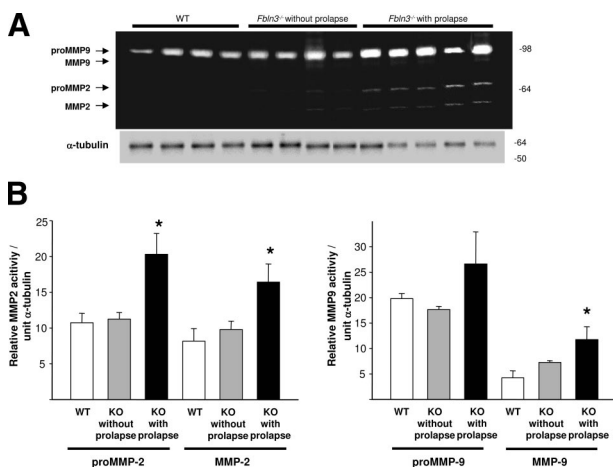 A
WT
Fbln3-/- without prolapse
Fbln3-/- with prolapse
proMMP9
MMP9
proMMP2
MMP2
-98
-64
α-tubulin
-64
-50
B
Relative MMP2 acitiviy /
unit α-tubulin
25
20
15
10
5
*
*
WT
KO without prolapse
KO with prolapse
WT
KO without prolapse
KO with prolapse
proMMP-2
MMP-2
Relative MMP9 acitiviy /
unit α-tubulin
30
25
20
15
10
5
*
WT
KO without prolapse
KO with prolapse
WT
KO without prolapse
KO with prolapse
proMMP-9
MMP-9